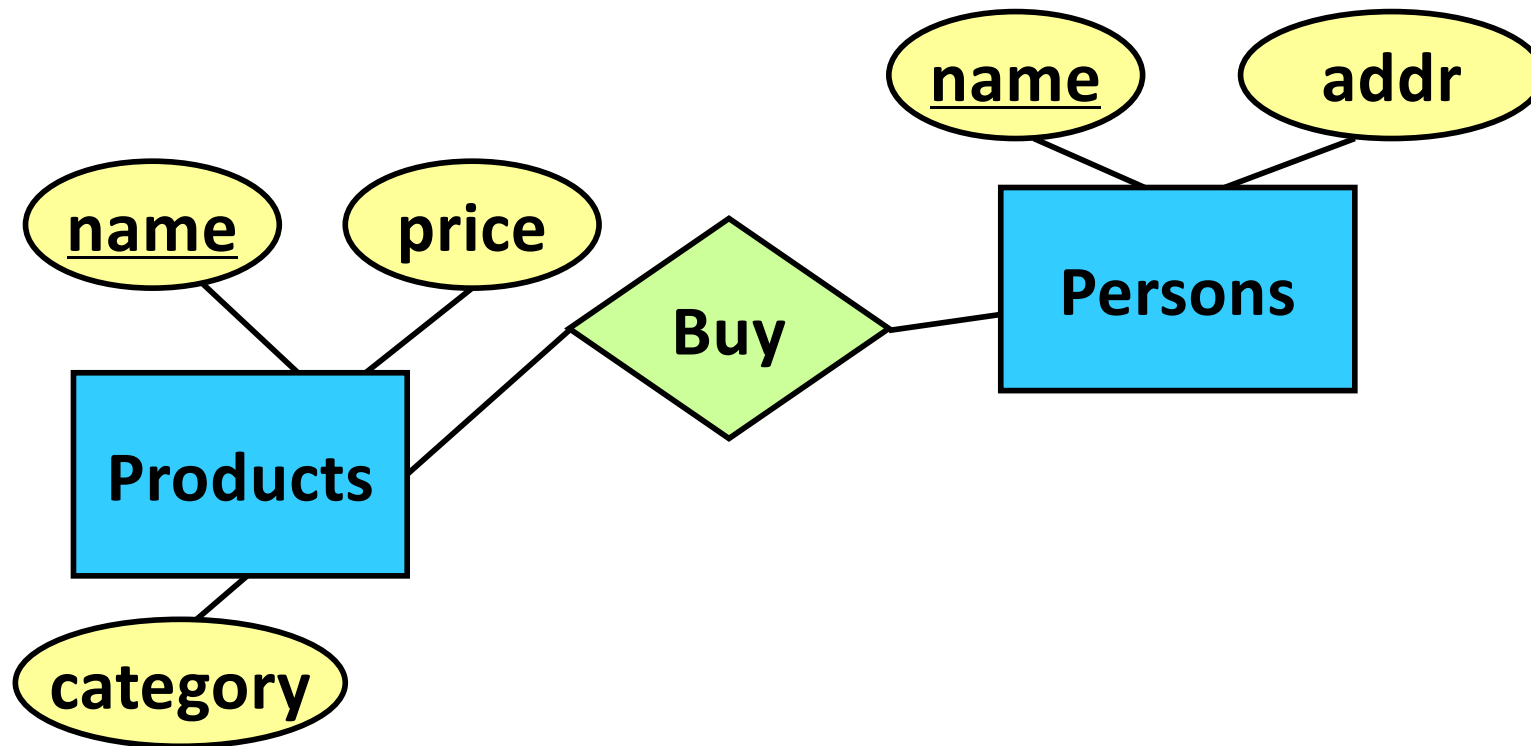 name
addr
name
price
Buy
Persons
Products
category